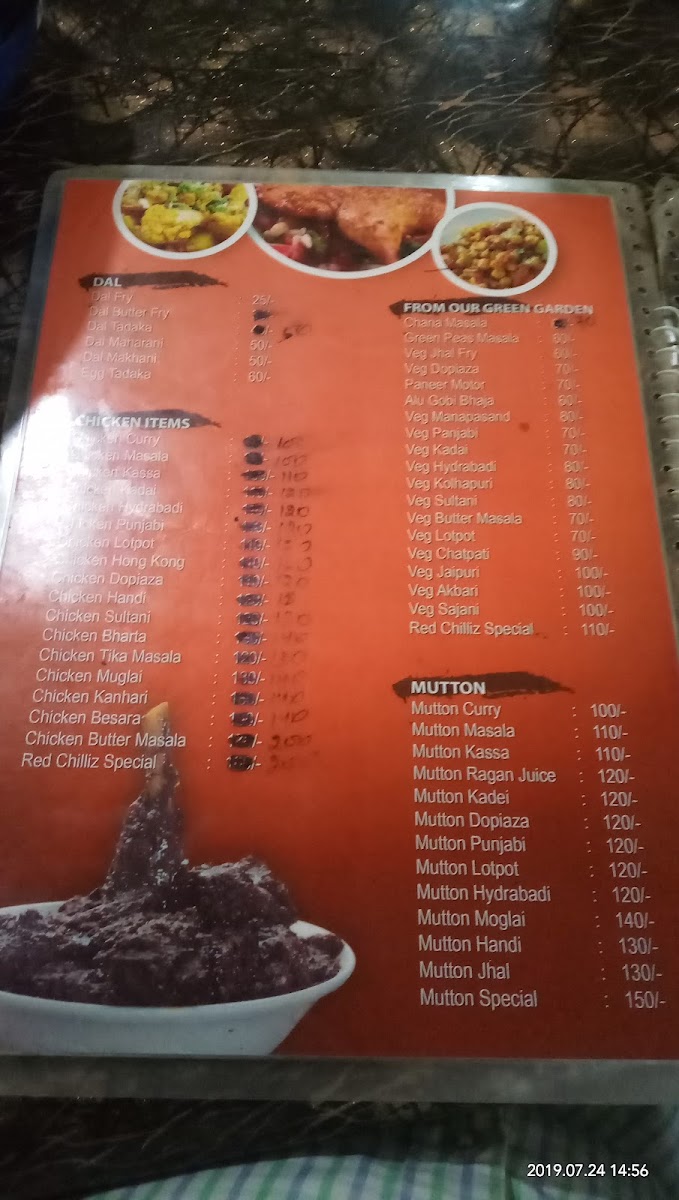 DAL
Dal Fry : 25/-
Dal Butter Fry :
Dal Tadaka : /-
Dal Maharani : 50/-
Dal Makhani : 50/-
Egg Tadaka : 60/-
CHICKEN ITEMS
Curry : 100
Masala :
Kassa : /- 110
: /-
Hydrabadi : /- 130
Punjabi : /-
Lotpot : /-
Hong Kong : /-
Chicken Dopiaza : /-
Chicken Handi : /-
Chicken Sultani : /-
Chicken Bharta : /-
Chicken Tika Masala : /-
Chicken Muglai : /-
Chicken Kanhari : /-
Chicken Besara : /-
Chicken Butter Masala : /- 200
Red Chilliz Special : /-
FROM OUR GREEN GARDEN
Chana Masala :
Green Peas Masala : 60/-
Veg Jhal Fry : 60/-
Veg Dopiaza : 70/-
Paneer Motor : 70/-
Alu Gobi Bhaja : 60/-
Veg Manapasand : 80/-
Veg Panjabi : 70/-
Veg Kadai : 70/-
Veg Hydrabadi : 80/-
Veg Kolhapuri : 80/-
Veg Sultani : 80/-
Veg Butter Masala : 70/-
Veg Lotpot : 70/-
Veg Chatpati : 90/-
Veg Jaipuri : 100/-
Veg Akbari : 100/-
Veg Sajani : 100/-
Red Chilliz Special : 110/-
MUTTON
Mutton Curry : 100/-
Mutton Masala : 110/-
Mutton Kassa : 110/-
Mutton Ragan Juice : 120/-
Mutton Kadei : 120/-
Mutton Dopiaza : 120/-
Mutton Punjabi : 120/-
Mutton Lotpot : 120/-
Mutton Hydrabadi : 120/-
Mutton Moglai : 140/-
Mutton Handi : 130/-
Mutton Jhal : 130/-
Mutton Special : 150/-
2019.07.24 14:56